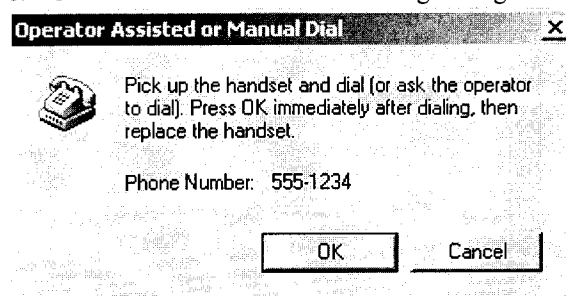 Operator Assisted or Manual Dial
Pick up the handset and dial (or ask the operator
to dial). Press OK immediately after dialing, then
replace the handset.
Phone Number: 555-1234
OK Cancel